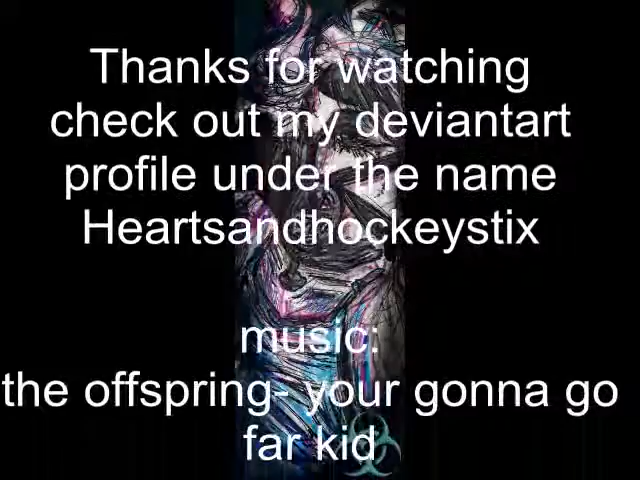 Thanks for watching
check out my deviantart
profile under the name
Heartsandhockeystix
music:
the offspring- your gonna go
far kid